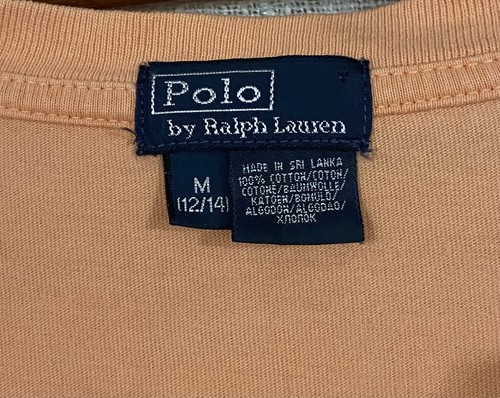 Polo
by Ralph Lauren
M
(12/14)
MADE IN SRI LANKA
100% COTTON/COTON/
COTONE/BAUMWOLLE/
KATOEN/BOMULD/
ALGODON/ALGODAO/
ХЛОПОК